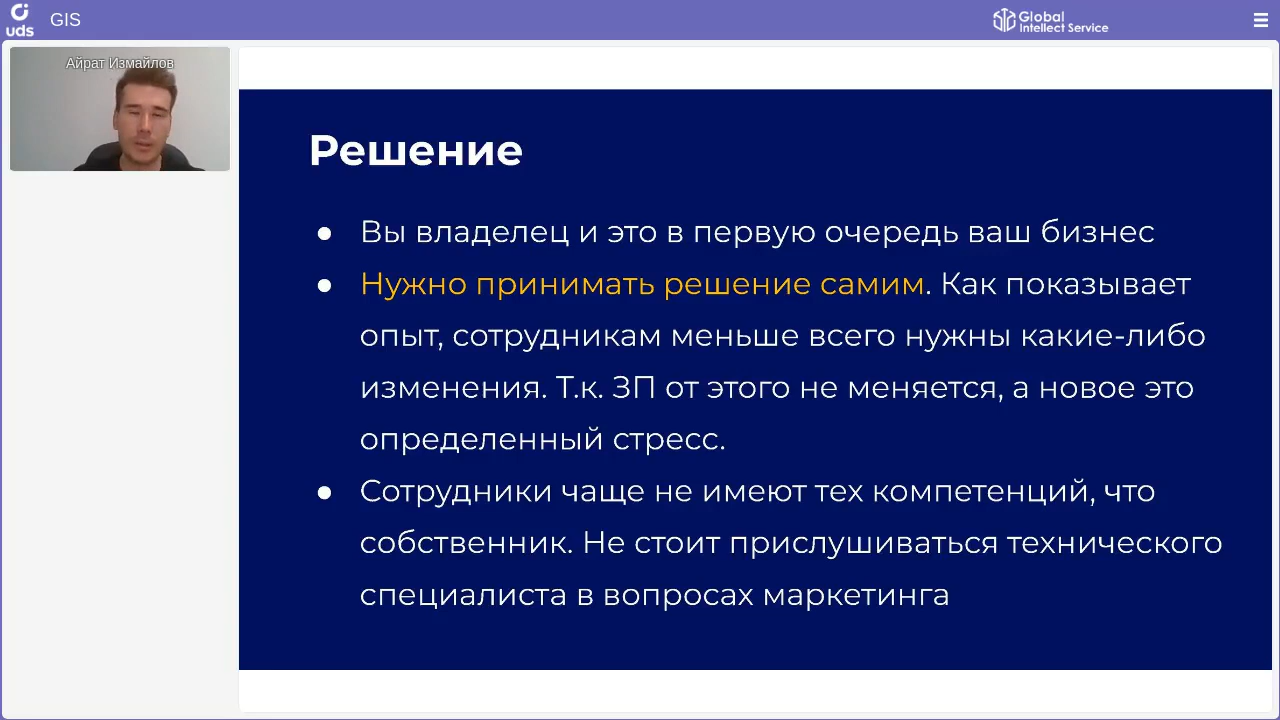 uds
GIS
Global
Intellect Service
Айрат Измайлов
Решение
● Вы владелец и это в первую очередь ваш бизнес
● Нужно принимать решение самим. Как показывает
опыт, сотрудникам меньше всего нужны какие-либо
изменения. Т.к. ЗП от этого не меняется, а новое это
определенный стресс.
● Сотрудники чаще не имеют тех компетенций, что
собственник. Не стоит прислушиваться технического
специалиста в вопросах маркетинга